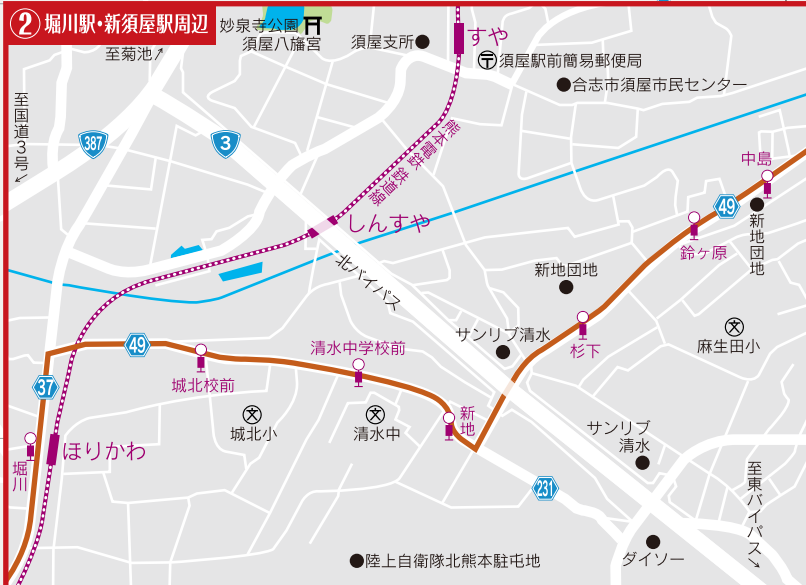 ② 堀川駅・新須屋駅周辺
妙泉寺公園
須屋八旛宮
至菊池↗
須屋支所
すや
〒須屋駅前簡易郵便局
合志市須屋市民センター
至国道3号↙
387
3
熊本電鉄 鉄道線
中島
49
新地団地
しんすや
鈴ヶ原
北バイパス
新地団地
サンリブ清水
杉下
文
麻生田小
49
城北校前
清水中学校前
37
文
城北小
文
清水中
新地
サンリブ
清水
堀川
ほりかわ
231
至東バイパス↘
陸上自衛隊北熊本駐屯地
ダイソー